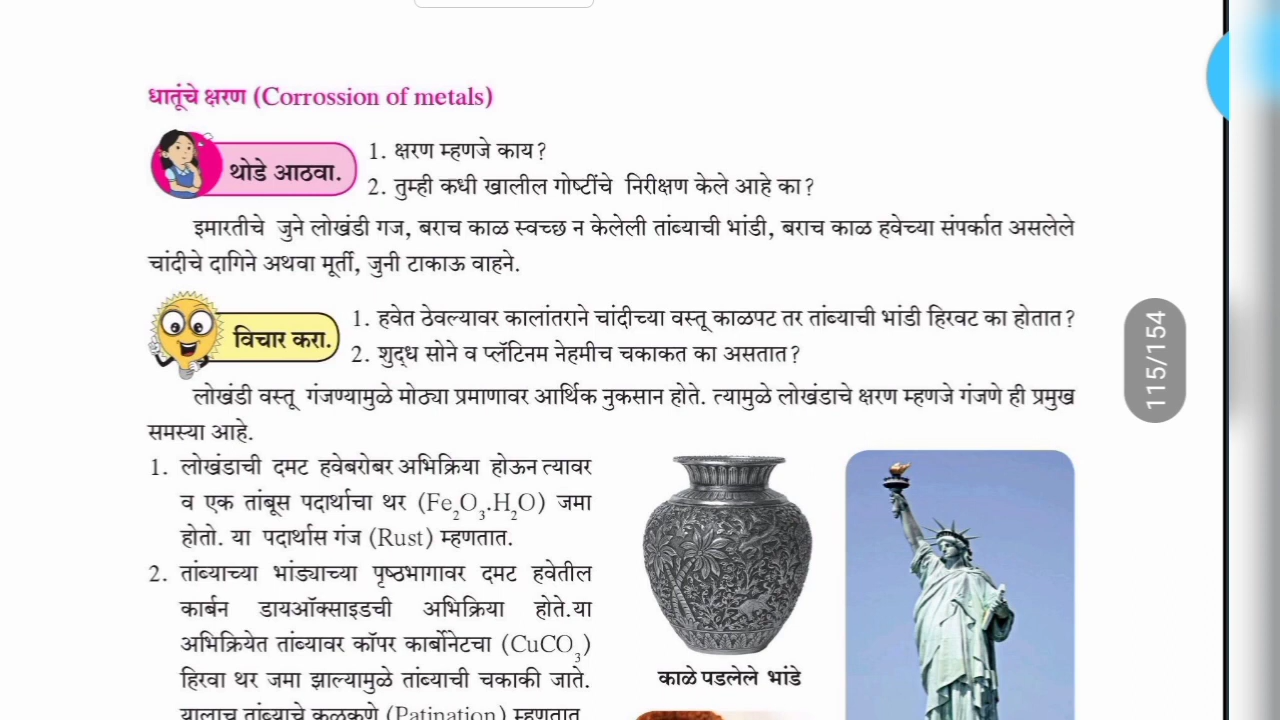 धातूंचे क्षरण (Corrossion of metals)
थोडे आठवा.
1. क्षरण म्हणजे काय?
2. तुम्ही कधी खालील गोष्टींचे निरीक्षण केले आहे का?
इमारतीचे जुने लोखंडी गज, बराच काळ स्वच्छ न केलेली तांब्याची भांडी, बराच काळ हवेच्या संपर्कात असलेले
चांदीचे दागिने अथवा मूर्ती, जुनी टाकाऊ वाहने.
विचार करा.
1. हवेत ठेवल्यावर कालांतराने चांदीच्या वस्तू काळपट तर तांब्याची भांडी हिरवट का होतात?
2. शुद्ध सोने व प्लॅटिनम नेहमीच चकाकत का असतात?
लोखंडी वस्तू गंजण्यामुळे मोठ्या प्रमाणावर आर्थिक नुकसान होते. त्यामुळे लोखंडाचे क्षरण म्हणजे गंजणे ही प्रमुख
समस्या आहे.
1. लोखंडाची दमट हवेबरोबर अभिक्रिया होऊन त्यावर
व एक तांबूस पदार्थाचा थर (Fe₂O₃.H₂O) जमा
होतो. या पदार्थास गंज (Rust) म्हणतात.
2. तांब्याच्या भांड्याच्या पृष्ठभागावर दमट हवेतील
कार्बन डायऑक्साइडची अभिक्रिया होते.या
अभिक्रियेत तांब्यावर कॉपर कार्बोनेटचा (CuCO₃)
हिरवा थर जमा झाल्यामुळे तांब्याची चकाकी जाते.
यालाच तांब्याचे कळकणे (Patination) म्हणतात
काळे पडलेले भांडे
115/154